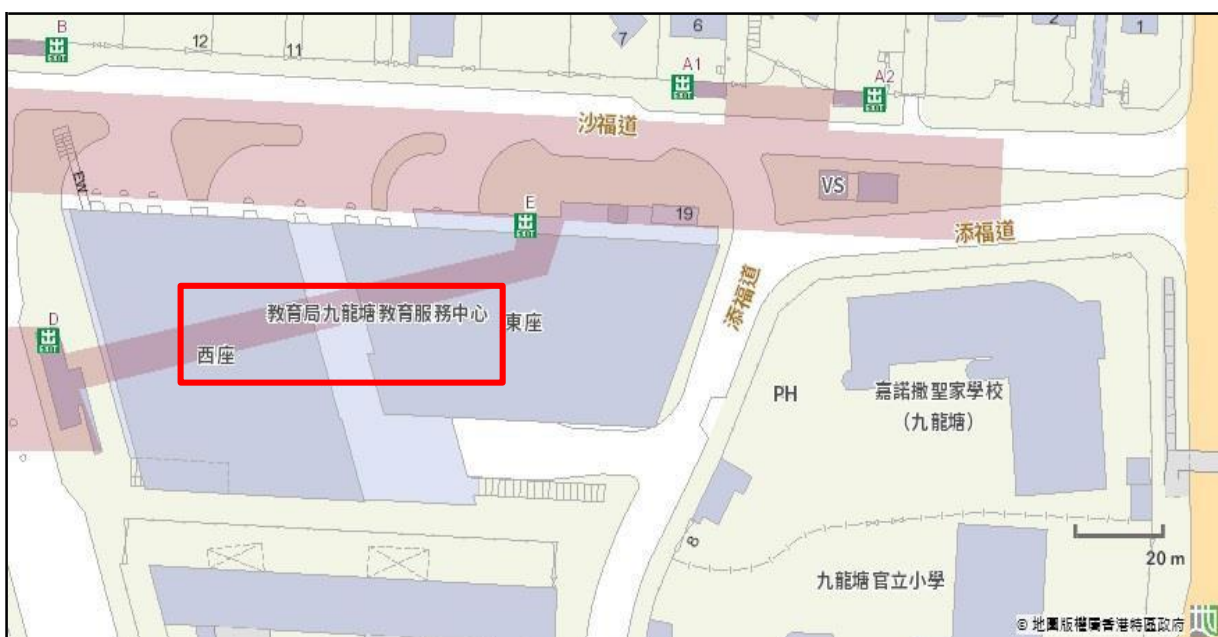 B
出
EXIT
12
11
7
6
2
1
A1
出
EXIT
A2
出
EXIT
沙福道
EW
VS
E
出
EXIT
19
添福道
添福道
D
出
EXIT
教育局九龍塘教育服務中心
東座
西座
PH
嘉諾撒聖家學校
(九龍塘)
8
20 m
九龍官立小學
© 地圖版權屬香港特區政府